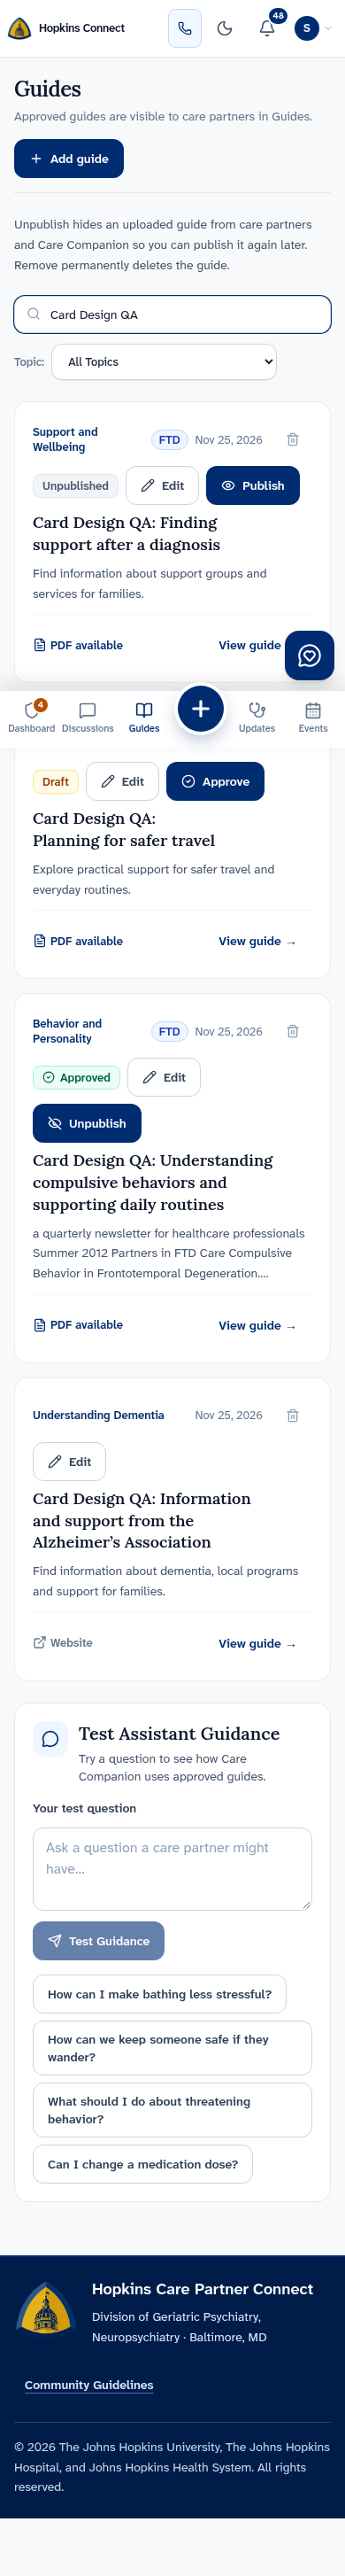 Hopkins Connect
48
S
Guides
Approved guides are visible to care partners in Guides.
Add guide
Unpublish hides an uploaded guide from care partners
and Care Companion so you can publish it again later.
Remove permanently deletes the guide.
Card Design QA
Topic:
All Topics
Support and
Wellbeing
FTD
Nov 25, 2026
Unpublished
Edit
Publish
Card Design QA: Finding
support after a diagnosis
Find information about support groups and
services for families.
PDF available
View guide
4
Dashboard
Discussions
Guides
Updates
Events
Draft
Edit
Approve
Card Design QA:
Planning for safer travel
Explore practical support for safer travel and
everyday routines.
PDF available
View guide →
Behavior and
Personality
FTD
Nov 25, 2026
Approved
Edit
Unpublish
Card Design QA: Understanding
compulsive behaviors and
supporting daily routines
a quarterly newsletter for healthcare professionals
Summer 2012 Partners in FTD Care Compulsive
Behavior in Frontotemporal Degeneration....
PDF available
View guide →
Understanding Dementia
Nov 25, 2026
Edit
Card Design QA: Information
and support from the
Alzheimer’s Association
Find information about dementia, local programs
and support for families.
Website
View guide →
Test Assistant Guidance
Try a question to see how Care
Companion uses approved guides.
Your test question
Ask a question a care partner might
have...
Test Guidance
How can I make bathing less stressful?
How can we keep someone safe if they
wander?
What should I do about threatening
behavior?
Can I change a medication dose?
Hopkins Care Partner Connect
Division of Geriatric Psychiatry,
Neuropsychiatry · Baltimore, MD
Community Guidelines
© 2026 The Johns Hopkins University, The Johns Hopkins
Hospital, and Johns Hopkins Health System. All rights
reserved.